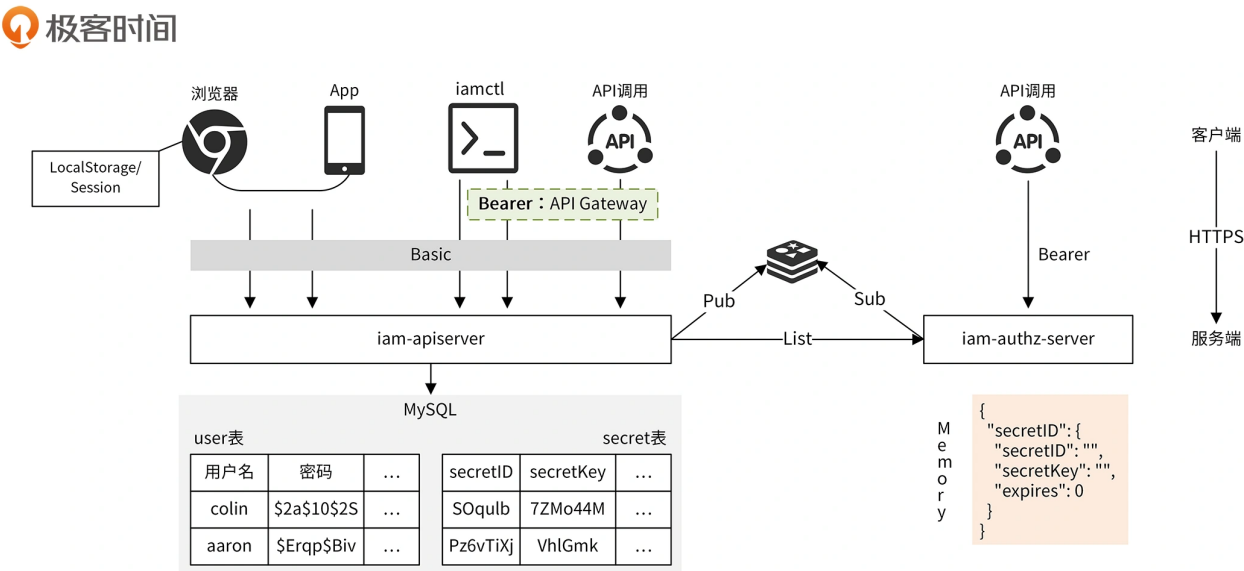 极客时间
浏览器
App
iamctl
API调用
API调用
API
API
客户端
LocalStorage/
Session
Bearer：API Gateway
HTTPS
Basic
Bearer
Pub
Sub
iam-apiserver
List
iam-authz-server
服务端
MySQL
user表
secret表
用户名 密码 ...
secretID secretKey ...
colin $2a$10$2S ...
SOqulb 7ZMo44M ...
aaron $Erqp$Biv ...
Pz6vTiXj VhlGmk ...
Memory
{
"secretID": {
"secretID": "",
"secretKey": "",
"expires": 0
}
}